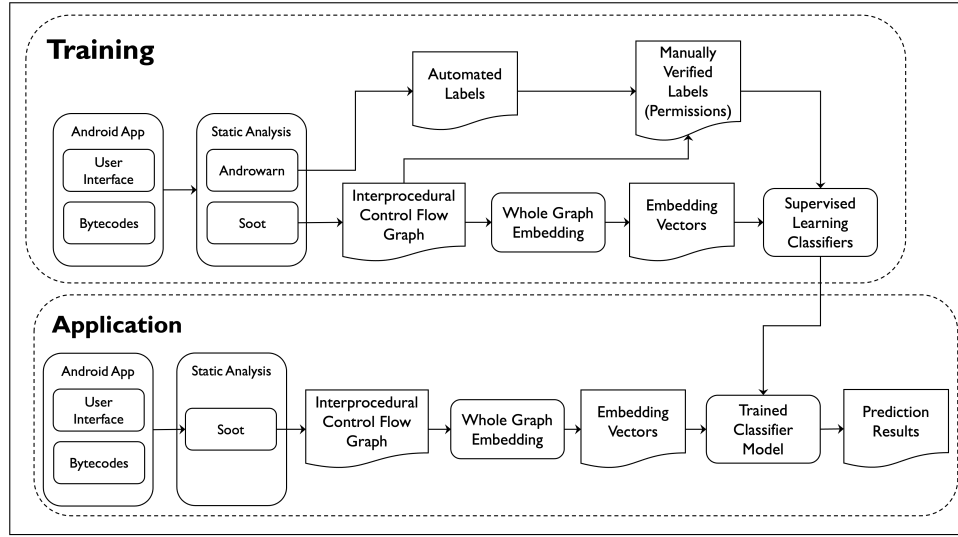 Training
Android App
User
Interface
Bytecodes
Static Analysis
Androwarn
Soot
Automated
Labels
Manually
Verified
Labels
(Permissions)
Interprocedural
Control Flow
Graph
Whole Graph
Embedding
Embedding
Vectors
Supervised
Learning
Classifiers
Application
Android App
User
Interface
Bytecodes
Static Analysis
Soot
Interprocedural
Control Flow
Graph
Whole Graph
Embedding
Embedding
Vectors
Trained
Classifier
Model
Prediction
Results